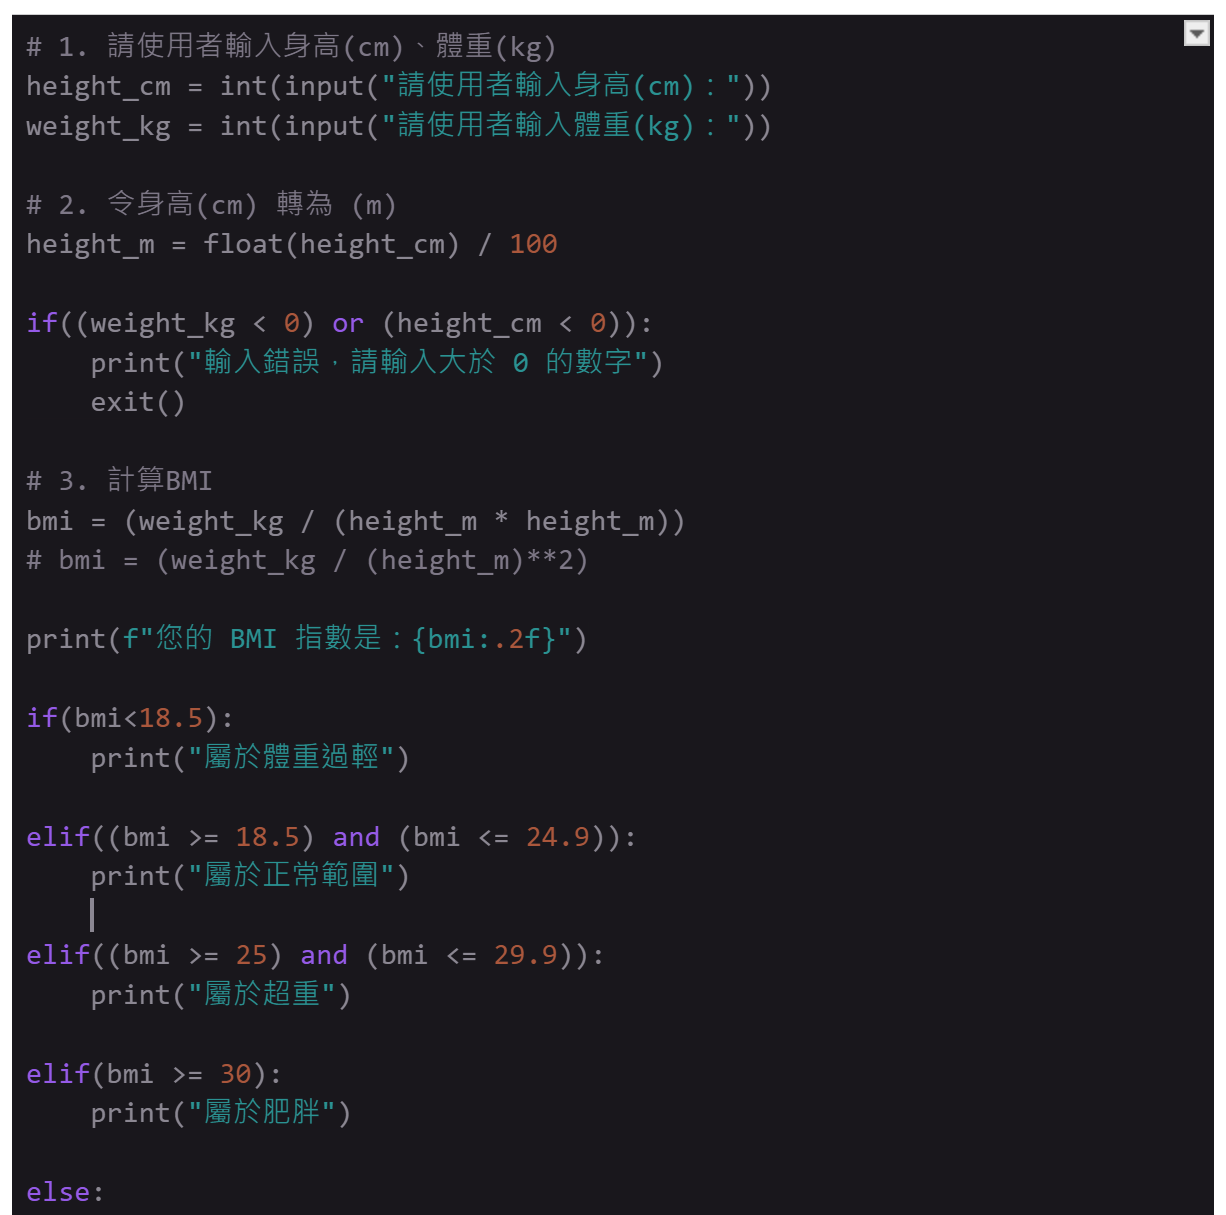 # 1. 請使用者輸入身高(cm)、體重(kg)
height_cm = int(input("請使用者輸入身高(cm)："))
weight_kg = int(input("請使用者輸入體重(kg)："))
# 2. 令身高(cm) 轉為 (m)
height_m = float(height_cm) / 100
if((weight_kg < 0) or (height_cm < 0)):
    print("輸入錯誤，請輸入大於 0 的數字")
    exit()
# 3. 計算BMI
bmi = (weight_kg / (height_m * height_m))
# bmi = (weight_kg / (height_m)**2)
print(f"您的 BMI 指數是：{bmi:.2f}")
if(bmi<18.5):
    print("屬於體重過輕")
elif((bmi >= 18.5) and (bmi <= 24.9)):
    print("屬於正常範圍")
elif((bmi >= 25) and (bmi <= 29.9)):
    print("屬於超重")
elif(bmi >= 30):
    print("屬於肥胖")
else: